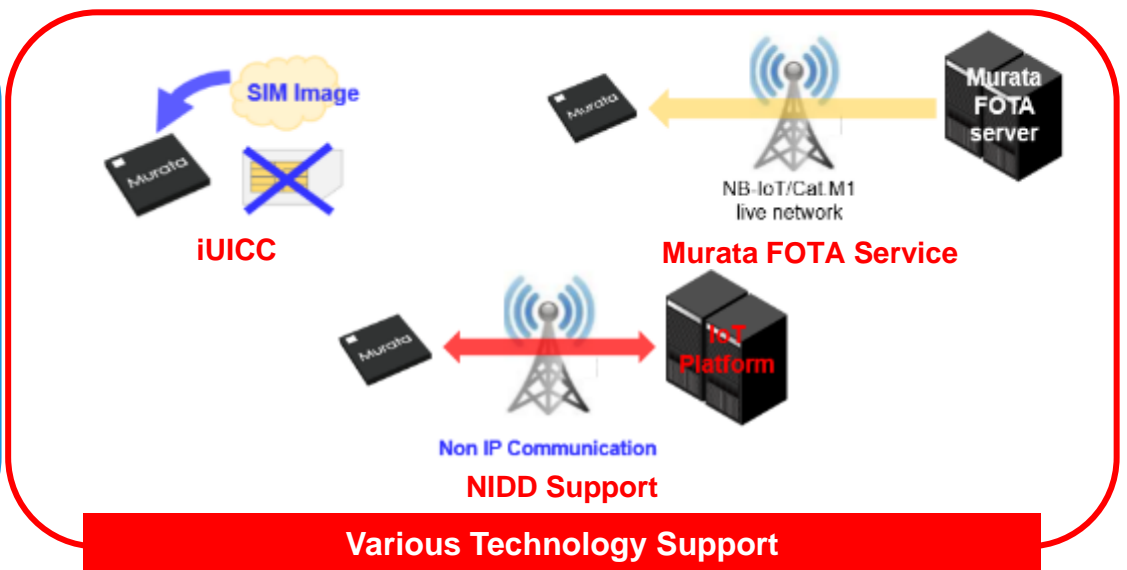 SIM Image
Murata
iUICC
Murata
Murata
FOTA
server
NB-IoT/Cat.M1
live network
Murata FOTA Service
Murata
IoT
Platform
Non IP Communication
NIDD Support
Various Technology Support